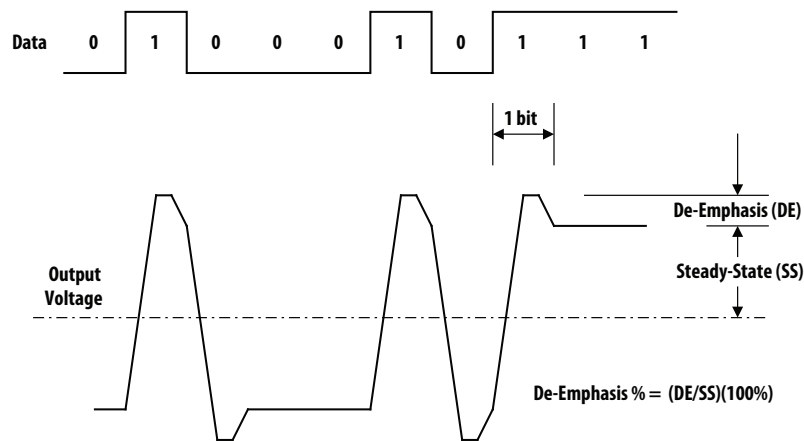 Data 0 1 0 0 0 1 0 1 1 1
1 bit
De-Emphasis (DE)
Output
Voltage
Steady-State (SS)
De-Emphasis % = (DE/SS)(100%)